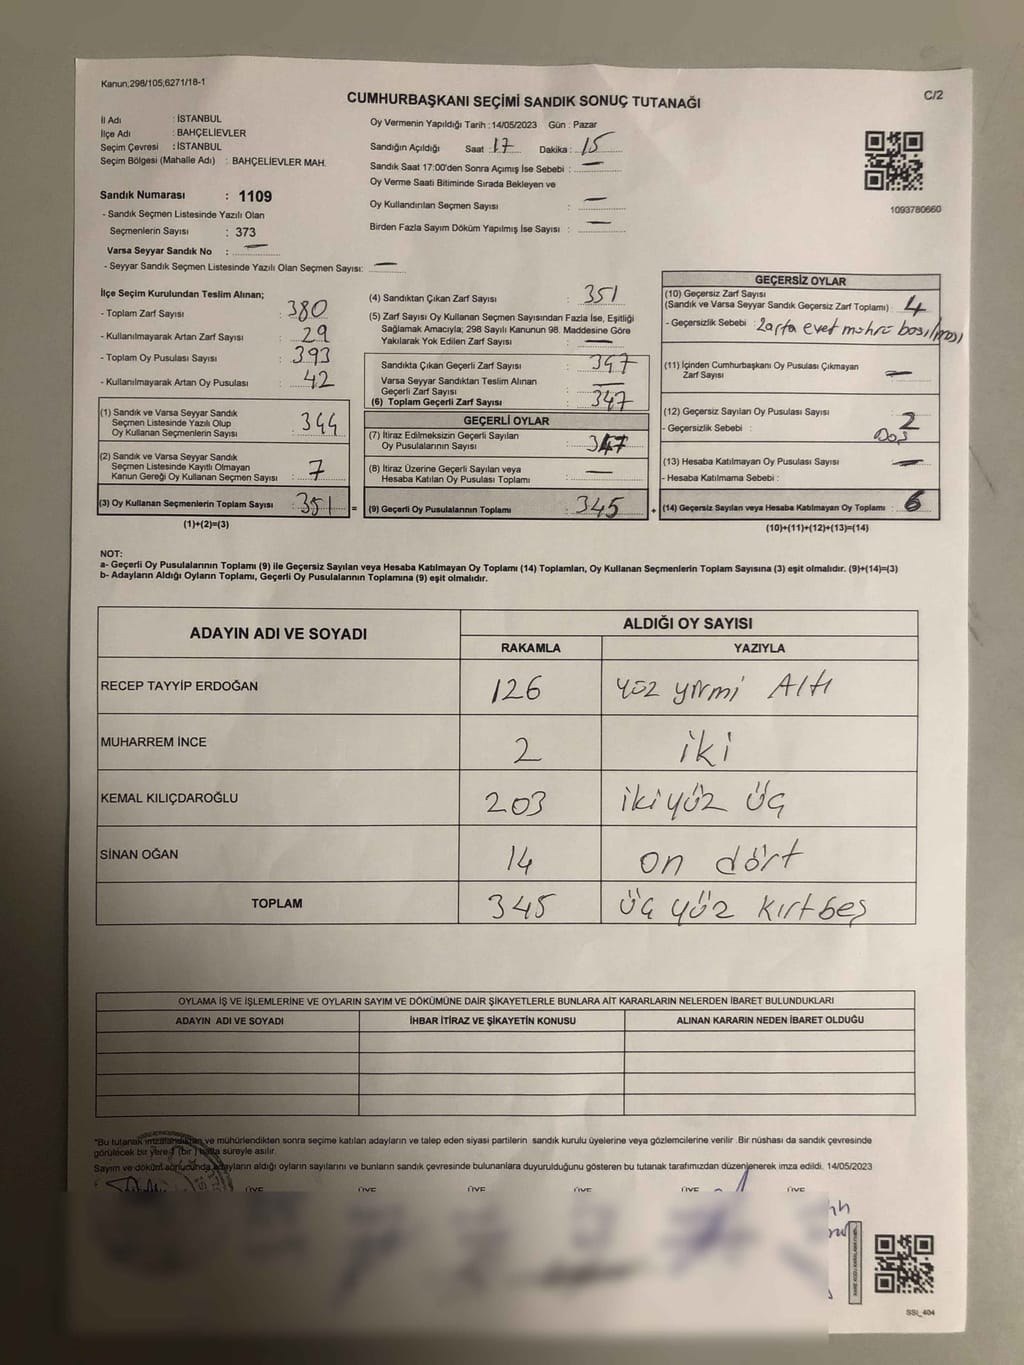 Kanun,298/105,6271/18-1
CUMHURBAŞKANI SEÇİMİ SANDIK SONUÇ TUTANAĞI
C/2
İl Adı : İSTANBUL
İlçe Adı : BAHÇELİEVLER
Seçim Çevresi : İSTANBUL
Seçim Bölgesi (Mahalle Adı) : BAHÇELİEVLER MAH.
Sandık Numarası : 1109
- Sandık Seçmen Listesinde Yazılı Olan
Seçmenlerin Sayısı : 373
Varsa Seyyar Sandık No : —
- Seyyar Sandık Seçmen Listesinde Yazılı Olan Seçmen Sayısı: —
Oy Vermenin Yapıldığı Tarih : 14/05/2023 Gün : Pazar
Sandığın Açıldığı Saat : 17 Dakika : 15
Sandık Saat 17:00'den Sonra Açımış İse Sebebi : —
Oy Verme Saati Bitiminde Sırada Bekleyen ve
Oy Kullandırılan Seçmen Sayısı : —
Birden Fazla Sayım Döküm Yapılmış İse Sayısı : —
1093780660
İlçe Seçim Kurulundan Teslim Alınan;
- Toplam Zarf Sayısı : 380
- Kullanılmayarak Artan Zarf Sayısı : 29
- Toplam Oy Pusulası Sayısı : 393
- Kullanılmayarak Artan Oy Pusulası : 42
(1) Sandık ve Varsa Seyyar Sandık
Seçmen Listesinde Yazılı Olup
Oy Kullanan Seçmenlerin Sayısı : 344
(2) Sandık ve Varsa Seyyar Sandık
Seçmen Listesinde Kayıtlı Olmayan
Kanun Gereği Oy Kullanan Seçmen Sayısı : 7
(3) Oy Kullanan Seçmenlerin Toplam Sayısı : 351 =
(1)+(2)=(3)
(4) Sandıktan Çıkan Zarf Sayısı : 351
(5) Zarf Sayısı Oy Kullanan Seçmen Sayısından Fazla İse, Eşitliği
Sağlamak Amacıyla; 298 Sayılı Kanunun 98. Maddesine Göre
Yakılarak Yok Edilen Zarf Sayısı : —
Sandıkta Çıkan Geçerli Zarf Sayısı : 347
Varsa Seyyar Sandıktan Teslim Alınan
Geçerli Zarf Sayısı : —
(6) Toplam Geçerli Zarf Sayısı : 347
GEÇERLİ OYLAR
(7) İtiraz Edilmeksizin Geçerli Sayılan
Oy Pusulalarının Sayısı : 347
(8) İtiraz Üzerine Geçerli Sayılan veya
Hesaba Katılan Oy Pusulası Toplamı : —
(9) Geçerli Oy Pusulalarının Toplamı : 345 +
GEÇERSİZ OYLAR
(10) Geçersiz Zarf Sayısı
(Sandık ve Varsa Seyyar Sandık Geçersiz Zarf Toplamı) : 4
- Geçersizlik Sebebi : Zarfa evet mührü basılması
(11) İçinden Cumhurbaşkanı Oy Pusulası Çıkmayan
Zarf Sayısı : —
(12) Geçersiz Sayılan Oy Pusulası Sayısı : 2
- Geçersizlik Sebebi : Boş
(13) Hesaba Katılmayan Oy Pusulası Sayısı : —
- Hesaba Katılmama Sebebi :
(14) Geçersiz Sayılan veya Hesaba Katılmayan Oy Toplamı : 6
(10)+(11)+(12)+(13)=(14)
NOT:
a- Geçerli Oy Pusulalarının Toplamı (9) ile Geçersiz Sayılan veya Hesaba Katılmayan Oy Toplamı (14) Toplamları, Oy Kullanan Seçmenlerin Toplam Sayısına (3) eşit olmalıdır. (9)+(14)=(3)
b- Adayların Aldığı Oyların Toplamı, Geçerli Oy Pusulalarının Toplamına (9) eşit olmalıdır.
ADAYIN ADI VE SOYADI
ALDIĞI OY SAYISI
RAKAMLA YAZIYLA
RECEP TAYYİP ERDOĞAN 126 yüz yirmi Altı
MUHARREM İNCE 2 iki
KEMAL KILIÇDAROĞLU 203 iki yüz üç
SİNAN OĞAN 14 on dört
TOPLAM 345 üç yüz kırtbeş
OYLAMA İŞ VE İŞLEMLERİNE VE OYLARIN SAYIM VE DÖKÜMÜNE DAİR ŞİKAYETLERLE BUNLARA AİT KARARLARIN NELERDEN İBARET BULUNDUKLARI
ADAYIN ADI VE SOYADI İHBAR İTİRAZ VE ŞİKAYETİN KONUSU ALINAN KARARIN NEDEN İBARET OLDUĞU
"Bu tutanak imzalandıktan ve mühürlendikten sonra seçime katılan adayların ve talep eden siyasi partilerin sandık kurulu üyelerine veya gözlemcilerine verilir .Bir nüshası da sandık çevresinde
görülecek bir yere 1 (bir ) hafta süreyle asılır.
Sayım ve döküm sonucunda adayların aldığı oyların sayılarını ve bunların sandık çevresinde bulunanlara duyurulduğunu gösteren bu tutanak tarafımızdan düzenlenerek imza edildi. 14/05/2023
ÜYE ÜYE ÜYE ÜYE ÜYE ÜYE
SSI_404